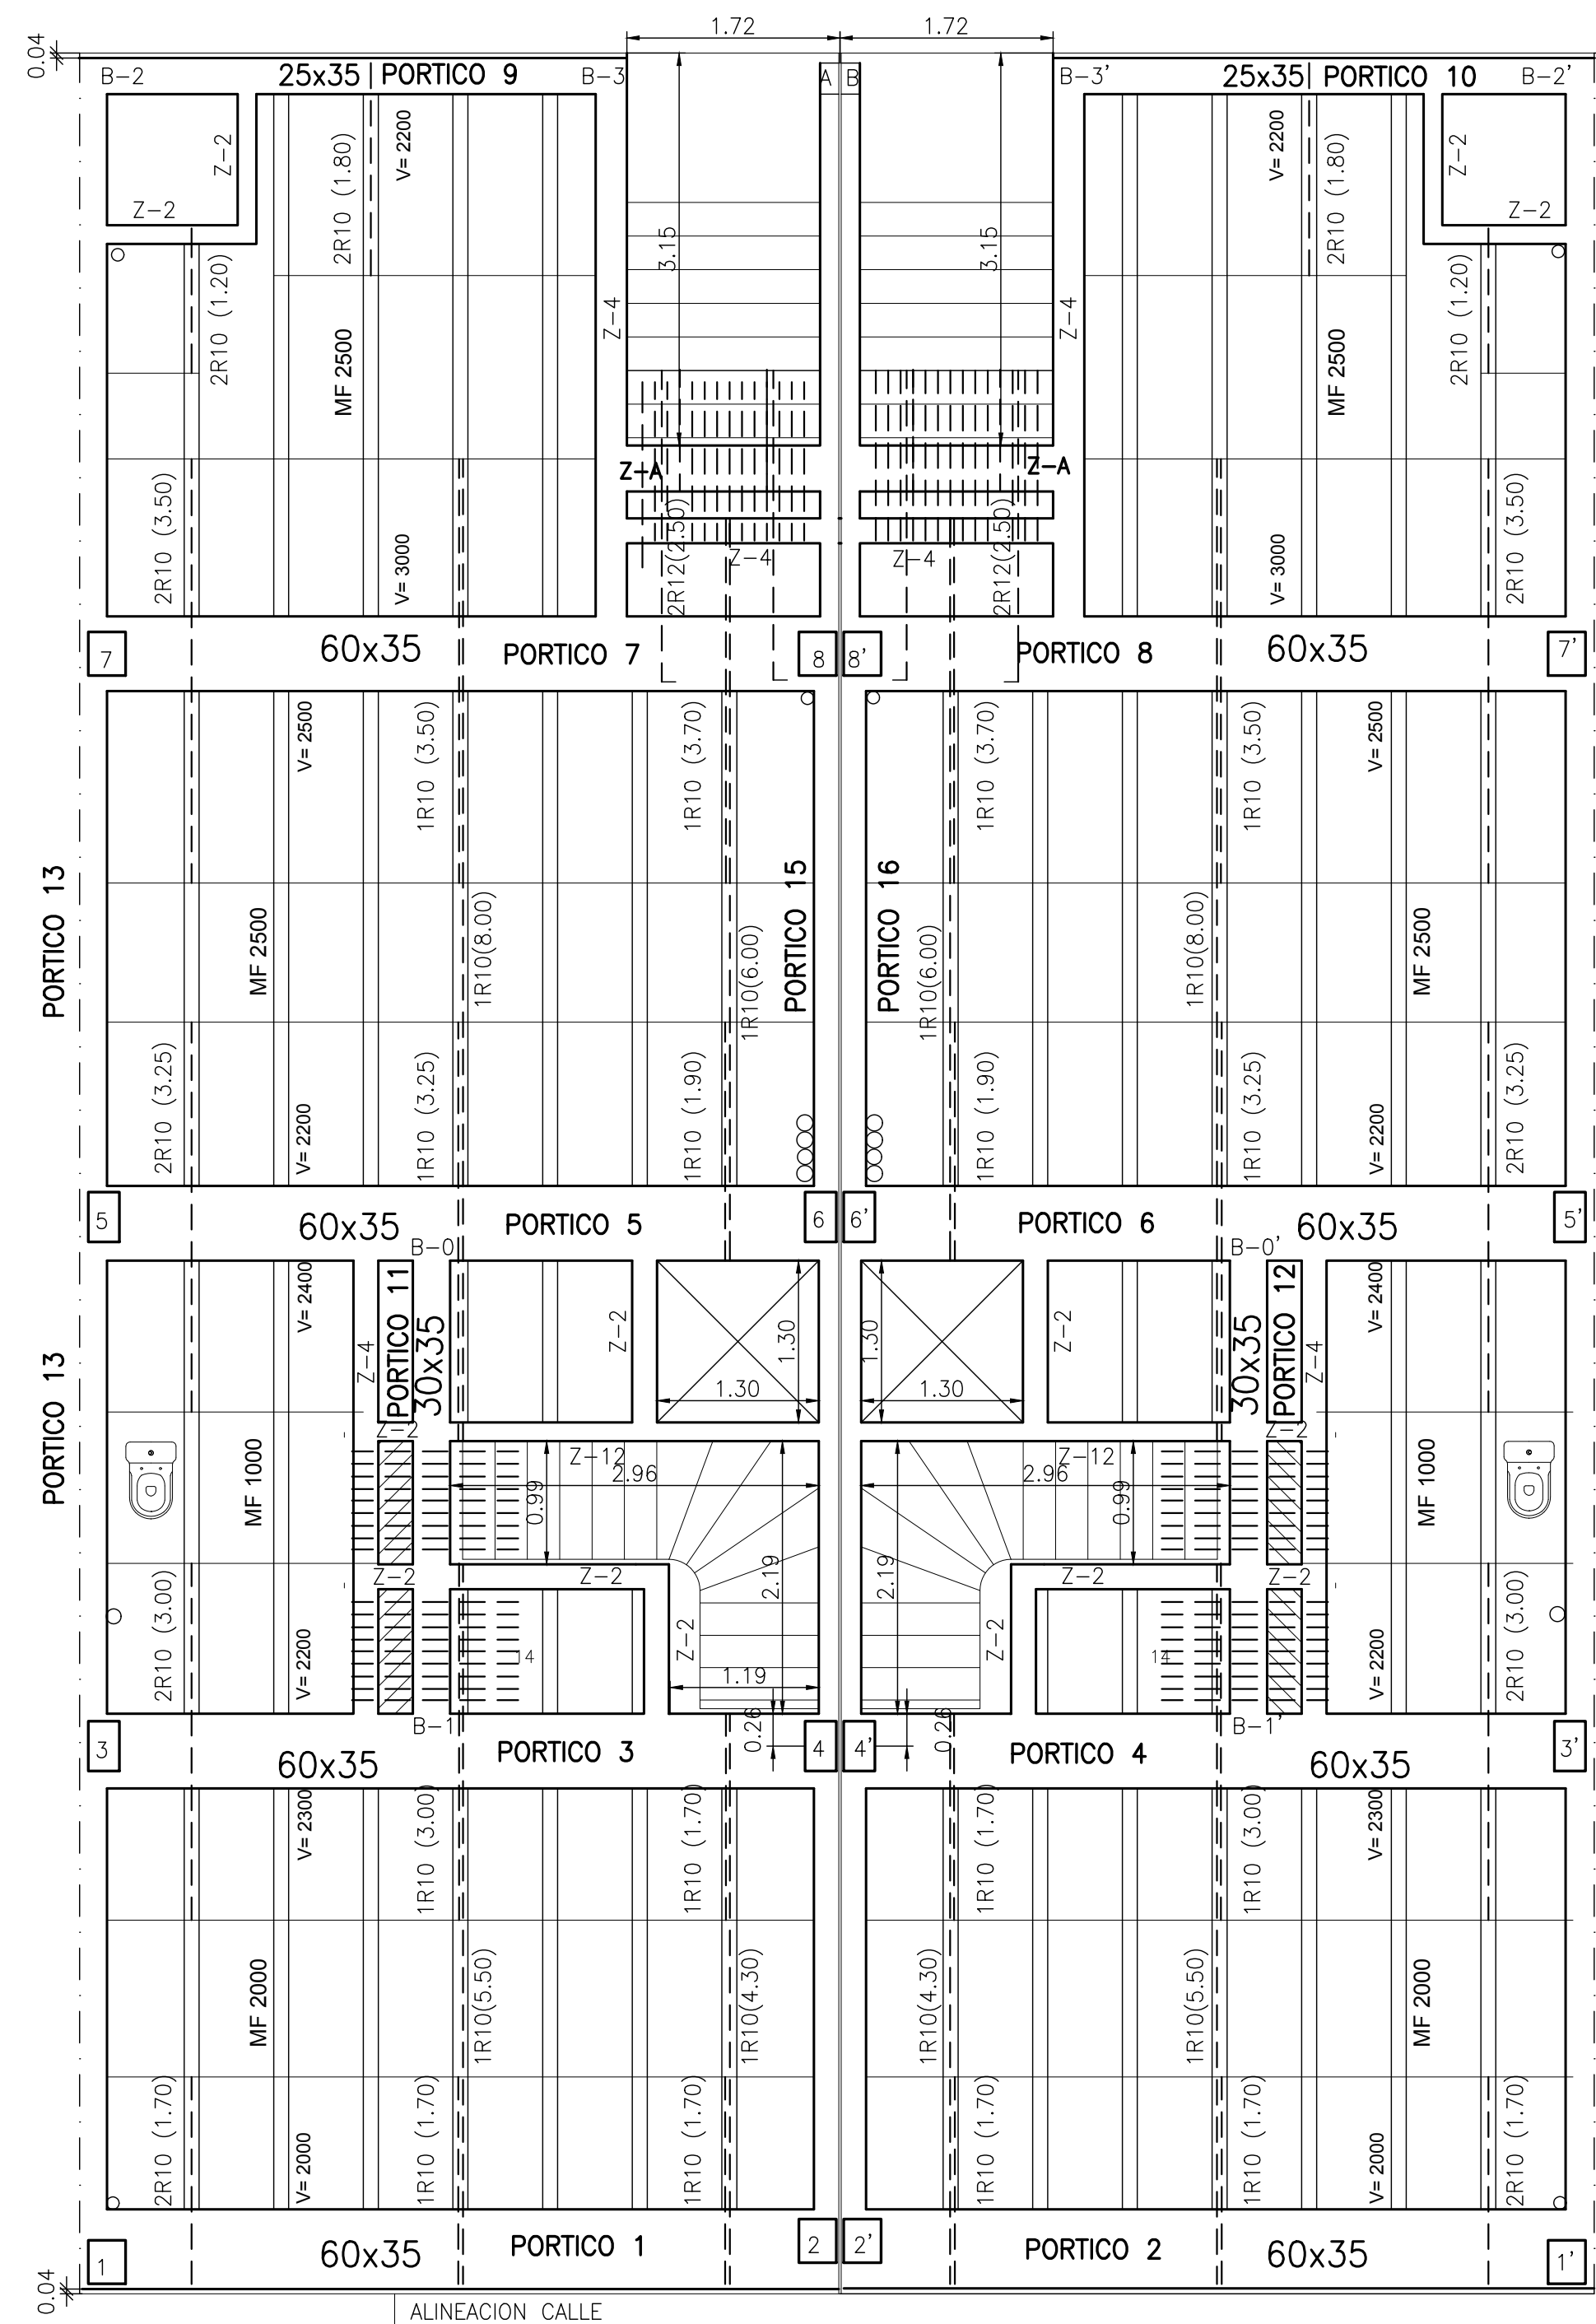 1.72
1.72
0.04
B-2
25x35
PORTICO 9
B-3
A
B
B-3'
25x35
PORTICO 10
B-2'
Z-2
Z-2
2R10 (1.80)
V= 2200
V= 2200
2R10 (1.80)
Z-2
Z-2
3.15
3.15
2R10 (1.20)
2R10 (1.20)
Z-4
Z-4
MF 2500
MF 2500
Z-A
Z-A
2R10 (3.50)
V= 3000
2R12(2.50)
Z-4
Z-4
2R12(2.50)
V= 3000
2R10 (3.50)
7
60x35
PORTICO 7
8
8'
PORTICO 8
60x35
7'
V= 2500
1R10 (3.50)
1R10 (3.70)
1R10 (3.70)
1R10 (3.50)
V= 2500
PORTICO 13
MF 2500
1R10(8.00)
1R10(6.00)
PORTICO 15
PORTICO 16
1R10(6.00)
1R10(8.00)
MF 2500
2R10 (3.25)
V= 2200
1R10 (3.25)
1R10 (1.90)
1R10 (1.90)
1R10 (3.25)
V= 2200
2R10 (3.25)
5
60x35
PORTICO 5
6
6'
PORTICO 6
60x35
5'
B-0
B-0'
V= 2400
Z-4
PORTICO 11
30x35
Z-2
1.30
1.30
1.30
1.30
Z-2
30x35
PORTICO 12
Z-4
V= 2400
PORTICO 13
Z-2
Z-2
MF 1000
Z-12
2.96
0.99
Z-12
2.96
0.99
MF 1000
Z-2
Z-2
2.19
2.19
Z-2
Z-2
2R10 (3.00)
V= 2200
14
Z-2
1.19
Z-2
14
V= 2200
2R10 (3.00)
B-1
0.26
0.26
B-1'
3
60x35
PORTICO 3
4
4'
PORTICO 4
60x35
3'
V= 2300
1R10 (3.00)
1R10 (1.70)
1R10 (1.70)
1R10 (3.00)
V= 2300
MF 2000
1R10(5.50)
1R10(4.30)
1R10(4.30)
1R10(5.50)
MF 2000
2R10 (1.70)
V= 2000
1R10 (1.70)
1R10 (1.70)
1R10 (1.70)
1R10 (1.70)
V= 2000
2R10 (1.70)
1
60x35
PORTICO 1
2
2'
PORTICO 2
60x35
1'
0.04
ALINEACION CALLE